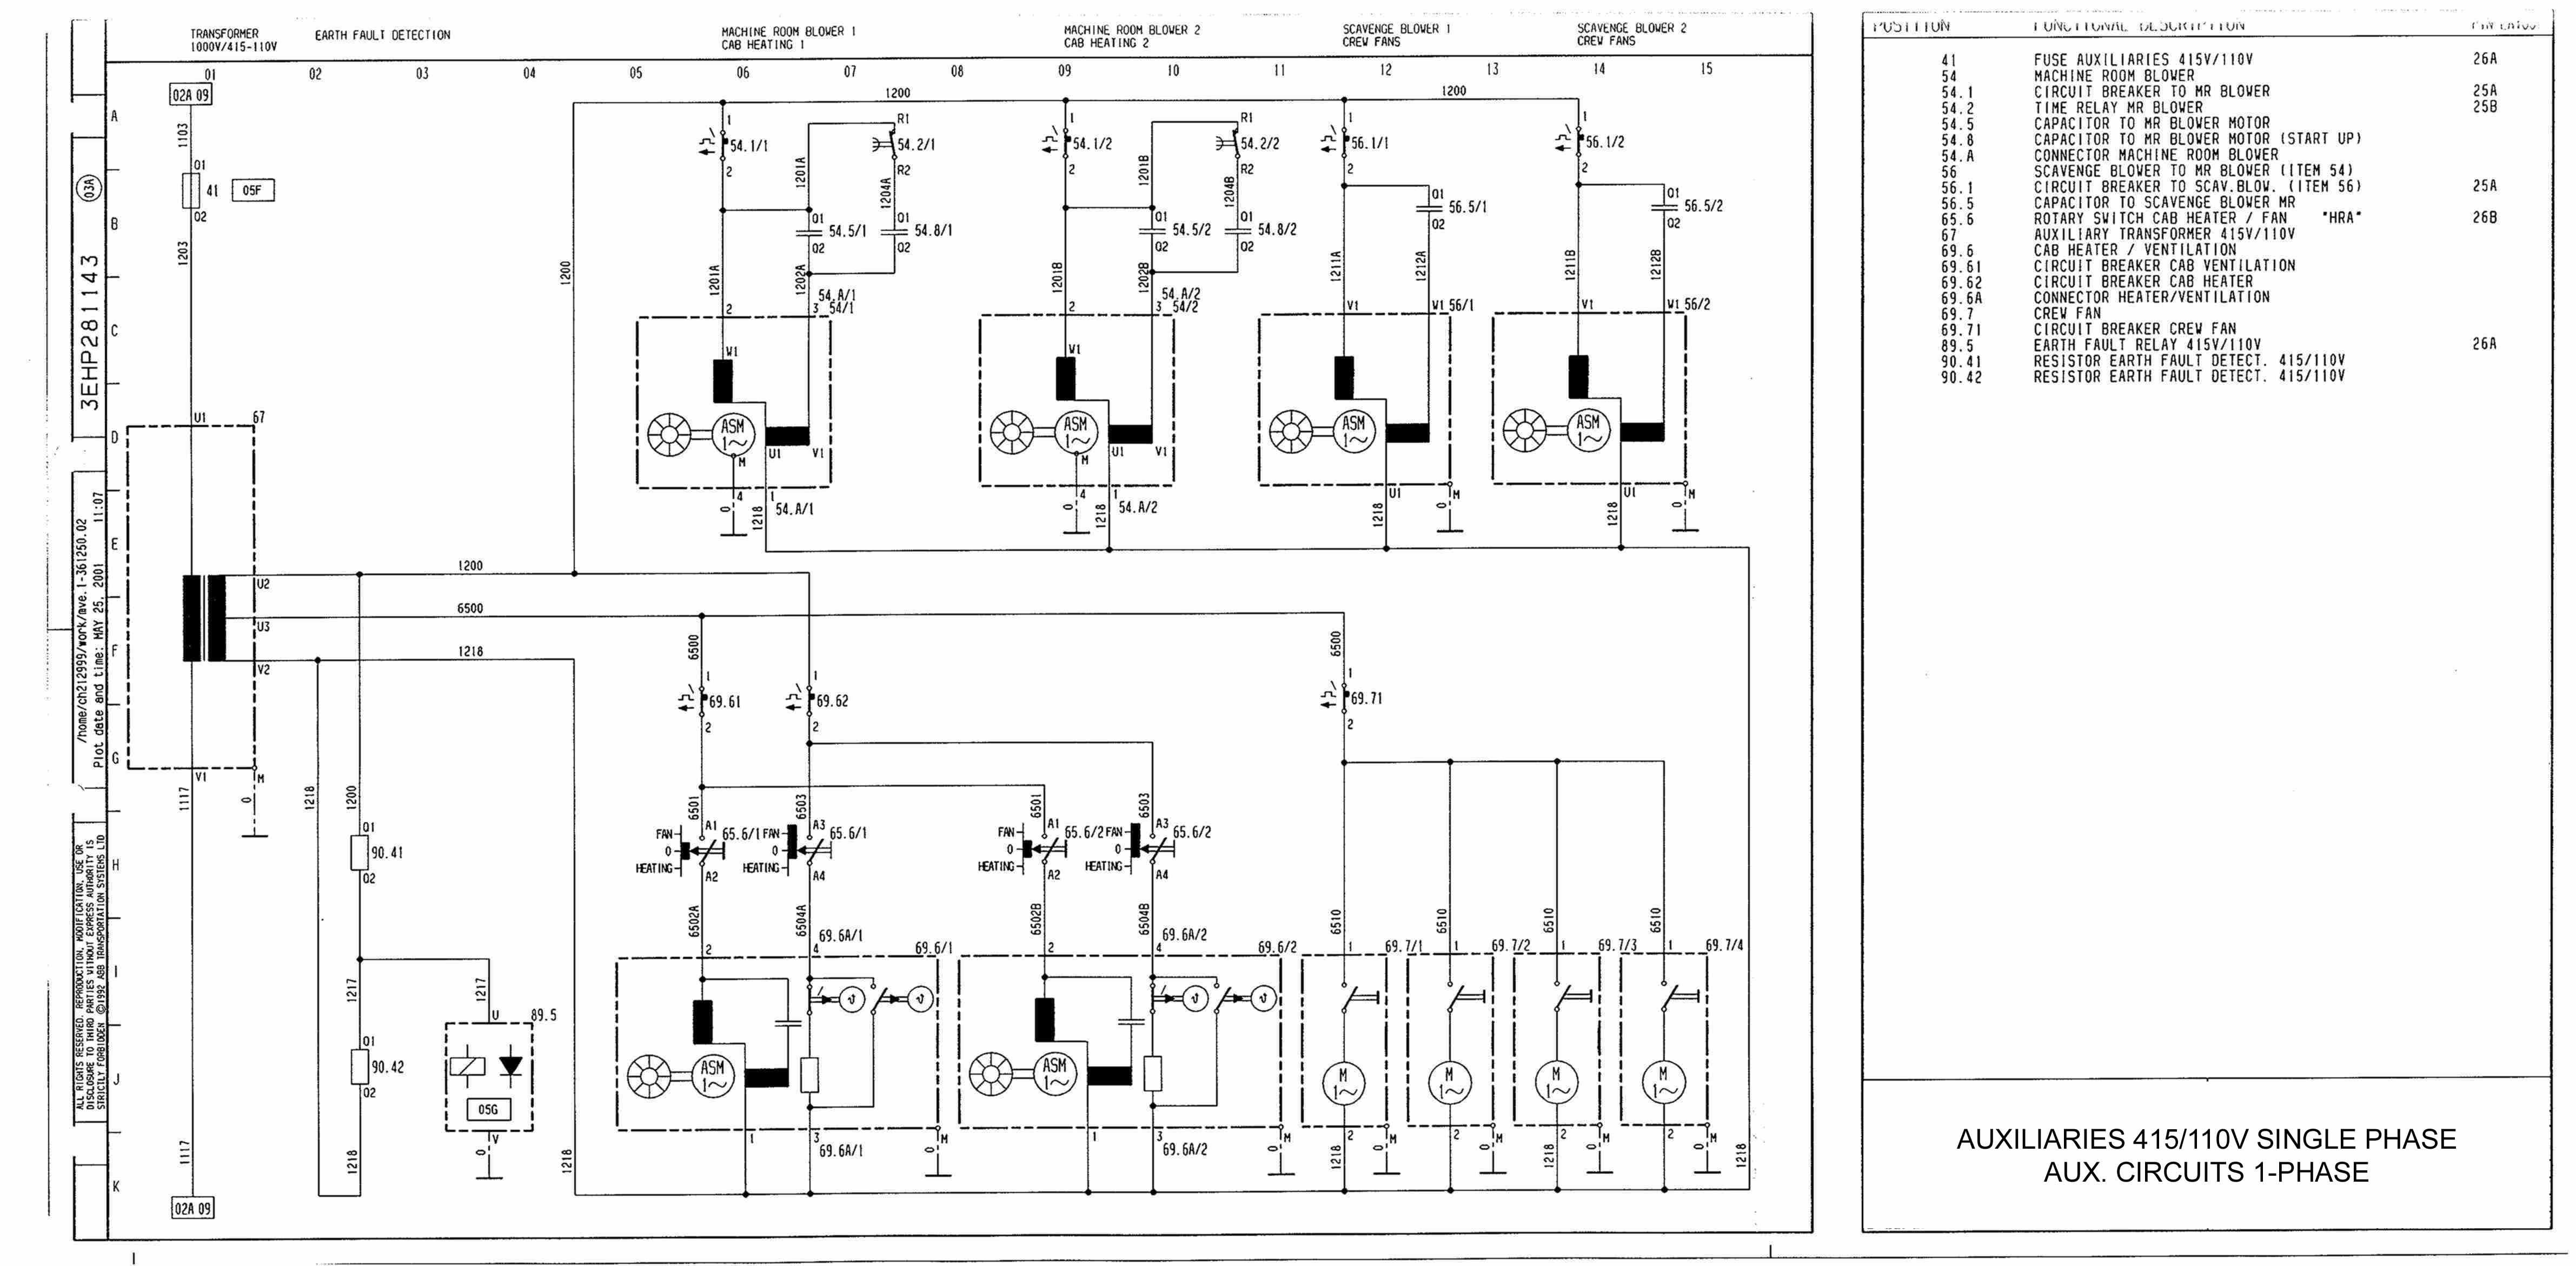 TRANSFORMER
1000V/415-110V
EARTH FAULT DETECTION
MACHINE ROOM BLOWER 1
CAB HEATING 1
MACHINE ROOM BLOWER 2
CAB HEATING 2
SCAVENGE BLOWER 1
CREW FANS
SCAVENGE BLOWER 2
CREW FANS
01 02 03 04 05 06 07 08 09 10 11 12 13 14 15
A
B
C
D
E
F
G
H
I
J
K
03A
3EHP281143
/home/ch212999/work/mve.1-361250.02
Plot date and time: MAY 25, 2001 11:07
ALL RIGHTS RESERVED. REPRODUCTION, MODIFICATION, USE OR
DISCLOSURE TO THIRD PARTIES WITHOUT EXPRESS AUTHORITY IS
STRICTLY FORBIDDEN ©1992 ABB TRANSPORTATION SYSTEMS LTD
02A 09
1103
01
41 05F
02
1203
U1 67
U2
U3
V2
V1 M
0
1117
1117
02A 09
1200
6500
1218
1218
1200
01
90.41
02
1217
1217
01
90.42
02
1218
U 89.5
05G
V
0
1200
1200 1200
1
54.1/1
2
1201A
R1
54.2/1
R2
1204A
01
54.5/1
02
01
54.8/1
02
1201A
1202A
54.A/1
2 3 54/1
W1
ASM
1~
M U1 V1
4 1
0
1218
54.A/1
1
54.1/2
2
1201B
R1
54.2/2
R2
1204B
01
54.5/2
02
01
54.8/2
02
1201B
1202B
54.A/2
2 3 54/2
W1
ASM
1~
M U1 V1
4 1
0
1218
54.A/2
1
56.1/1
2
01
56.5/1
02
1211A
1212A
V1 W1 56/1
ASM
1~
U1 M
1218
0
1
56.1/2
2
01
56.5/2
02
1211B
1212B
V1 W1 56/2
ASM
1~
U1 M
1218
0
6500
1
69.61
2
1
69.62
2
6500
1
69.71
2
6501
6503
FAN
0
HEATING
A1
65.6/1
A2
FAN
0
HEATING
A3
65.6/1
A4
6501
6503
FAN
0
HEATING
A1
65.6/2
A2
FAN
0
HEATING
A3
65.6/2
A4
6502A
6504A
69.6A/1
2 4 69.6/1
ASM
1~
1 3 M
69.6A/1
0
6502B
6504B
69.6A/2
2 4 69.6/2
ASM
1~
1 3 M
69.6A/2
0
6510 6510 6510 6510
1 69.7/1 1 69.7/2 1 69.7/3 1 69.7/4
M
1~
M
1~
M
1~
M
1~
2 M 2 M 2 M 2 M
1218 0 0 1218 0 0
1218
1218
POSITION FUNCTIONAL DESCRIPTION
41 FUSE AUXILIARIES 415V/110V 26A
54 MACHINE ROOM BLOWER
54.1 CIRCUIT BREAKER TO MR BLOWER 25A
54.2 TIME RELAY MR BLOWER 25B
54.5 CAPACITOR TO MR BLOWER MOTOR
54.8 CAPACITOR TO MR BLOWER MOTOR (START UP)
54.A CONNECTOR MACHINE ROOM BLOWER
56 SCAVENGE BLOWER TO MR BLOWER (ITEM 54)
56.1 CIRCUIT BREAKER TO SCAV.BLOW. (ITEM 56) 25A
56.5 CAPACITOR TO SCAVENGE BLOWER MR
65.6 ROTARY SWITCH CAB HEATER / FAN "HRA" 26B
67 AUXILIARY TRANSFORMER 415V/110V
69.6 CAB HEATER / VENTILATION
69.61 CIRCUIT BREAKER CAB VENTILATION
69.62 CIRCUIT BREAKER CAB HEATER
69.6A CONNECTOR HEATER/VENTILATION
69.7 CREW FAN
69.71 CIRCUIT BREAKER CREW FAN
89.5 EARTH FAULT RELAY 415V/110V 26A
90.41 RESISTOR EARTH FAULT DETECT. 415/110V
90.42 RESISTOR EARTH FAULT DETECT. 415/110V
AUXILIARIES 415/110V SINGLE PHASE
AUX. CIRCUITS 1-PHASE